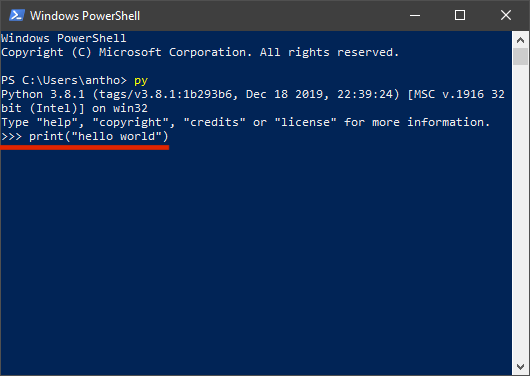 Windows PowerShell
Windows PowerShell
Copyright (C) Microsoft Corporation. All rights reserved.
PS C:\Users\antho> py
Python 3.8.1 (tags/v3.8.1:1b293b6, Dec 18 2019, 22:39:24) [MSC v.1916 32
bit (Intel)] on win32
Type "help", "copyright", "credits" or "license" for more information.
>>> print("hello world")